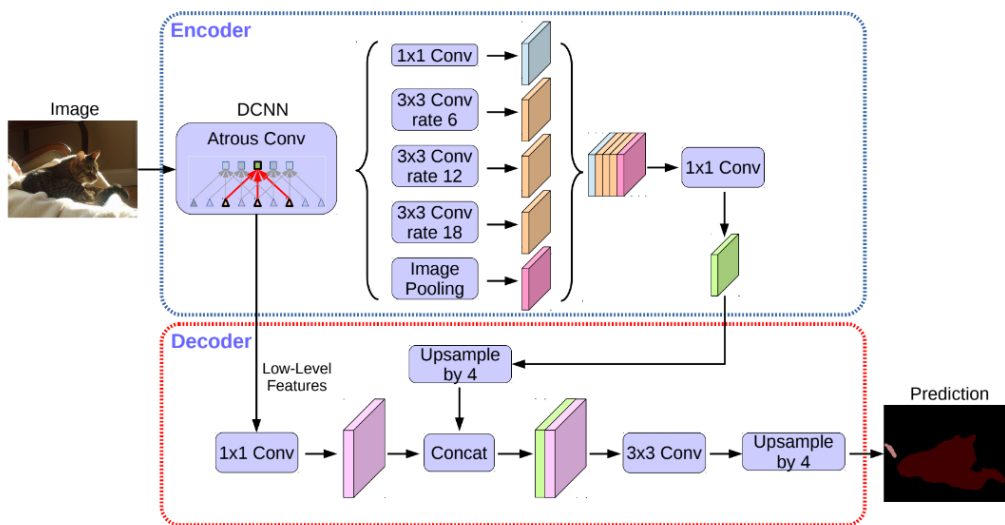 Encoder
Image
DCNN
Atrous Conv
1x1 Conv
3x3 Conv
rate 6
3x3 Conv
rate 12
3x3 Conv
rate 18
Image
Pooling
1x1 Conv
Decoder
Low-Level
Features
Upsample
by 4
1x1 Conv
Concat
3x3 Conv
Upsample
by 4
Prediction